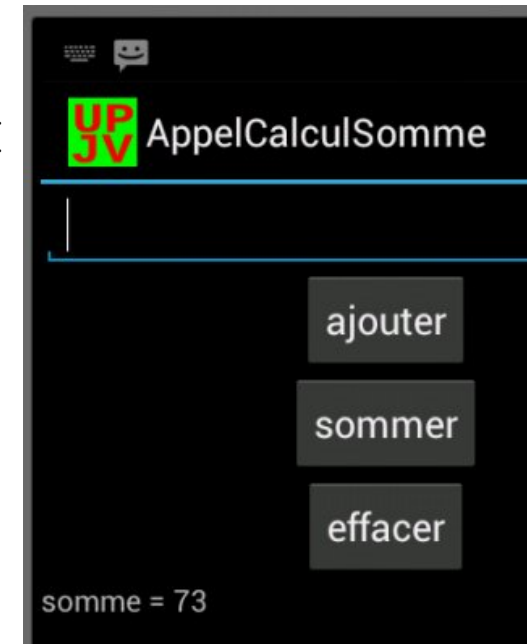 UP
JV
AppelCalculSomme
ajouter
sommer
effacer
somme = 73